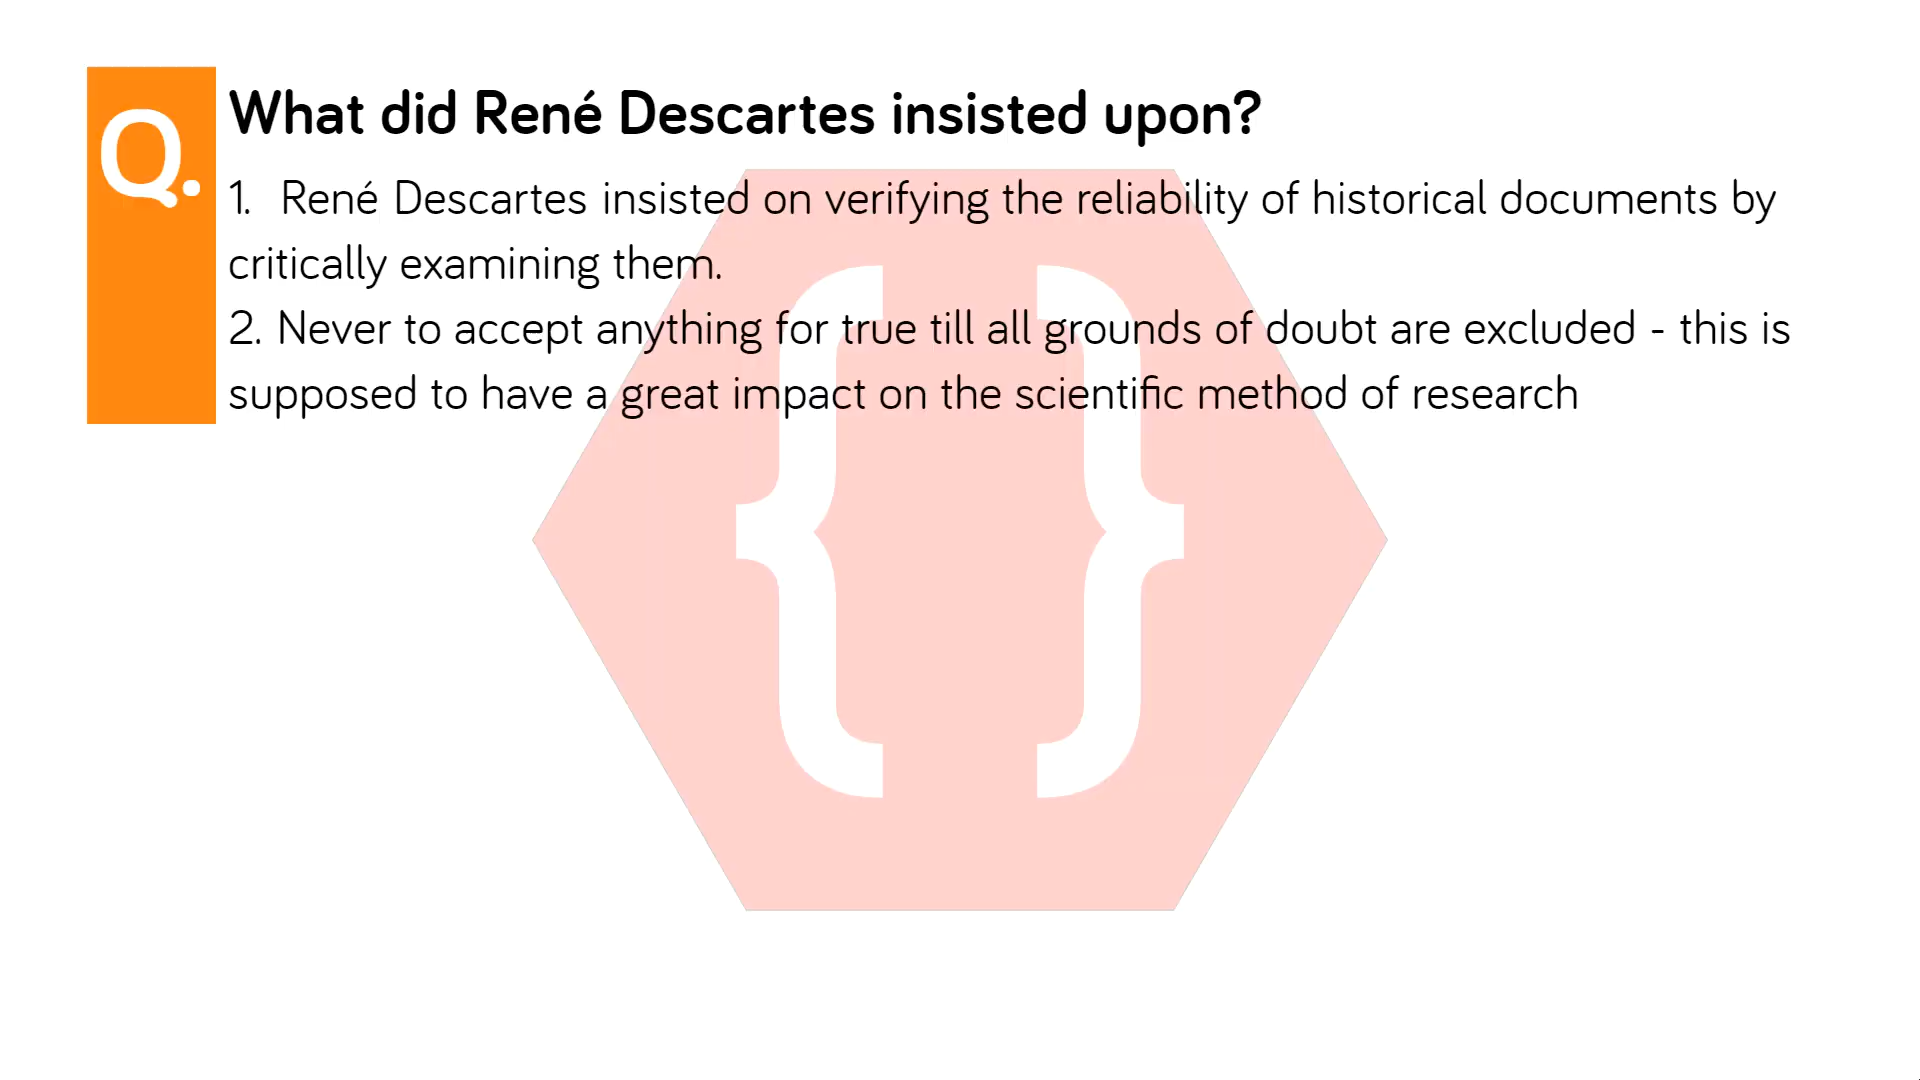 Q.
What did René Descartes insisted upon?
1. René Descartes insisted on verifying the reliability of historical documents by
critically examining them.
2. Never to accept anything for true till all grounds of doubt are excluded - this is
supposed to have a great impact on the scientific method of research
{ }